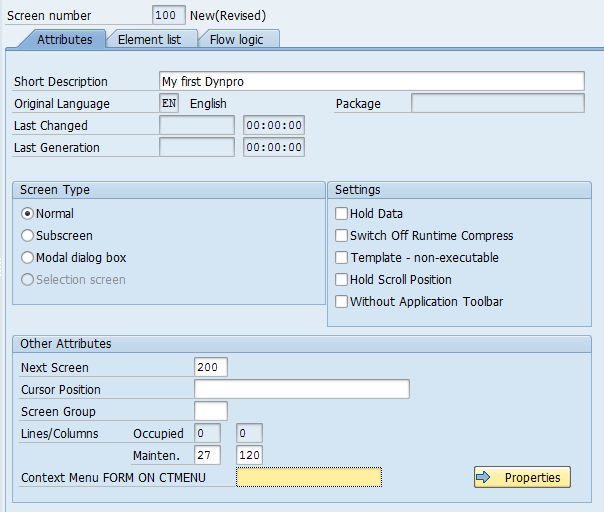 Screen number 100 New(Revised)
Attributes Element list Flow logic
Short Description My first Dynpro
Original Language EN English Package
Last Changed 00:00:00
Last Generation 00:00:00
Screen Type
Normal
Subscreen
Modal dialog box
Selection screen
Settings
Hold Data
Switch Off Runtime Compress
Template - non-executable
Hold Scroll Position
Without Application Toolbar
Other Attributes
Next Screen 200
Cursor Position
Screen Group
Lines/Columns Occupied 0 0
Mainten. 27 120
Context Menu FORM ON CTMENU Properties